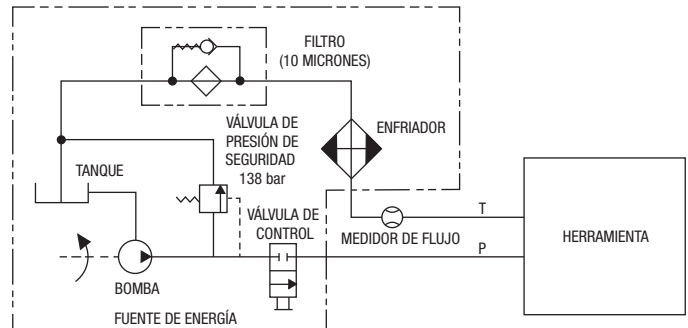 FILTRO
(10 MICRONES)
VÁLVULA DE
PRESIÓN DE
SEGURIDAD
138 bar
ENFRIADOR
TANQUE
VÁLVULA DE
CONTROL
MEDIDOR DE FLUJO
T
P
HERRAMIENTA
BOMBA
FUENTE DE ENERGÍA